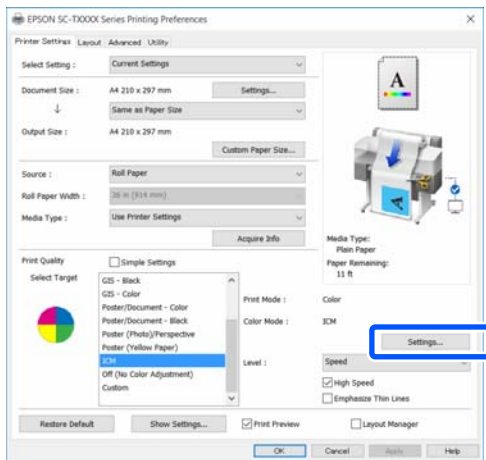 EPSON SC-TXXXX Series Printing Preferences
Printer Settings Layout Advanced Utility
Select Setting : Current Settings
Document Size : A4 210 x 297 mm Settings...
Same as Paper Size
Output Size : A4 210 x 297 mm
Custom Paper Size...
Source : Roll Paper
Roll Paper Width : 36 in (914 mm)
Media Type : Use Printer Settings
Acquire Info
A
Media Type:
Plain Paper
Paper Remaining:
11 ft
Print Quality Simple Settings
Select Target
GIS - Black
GIS - Color
Poster/Document - Color
Poster/Document - Black
Poster (Photo)/Perspective
Poster (Yellow Paper)
ICM
Off (No Color Adjustment)
Custom
Print Mode : Color
Color Mode : ICM
Settings...
Level : Speed
High Speed
Emphasize Thin Lines
Restore Default Show Settings... Print Preview Layout Manager
OK Cancel Apply Help